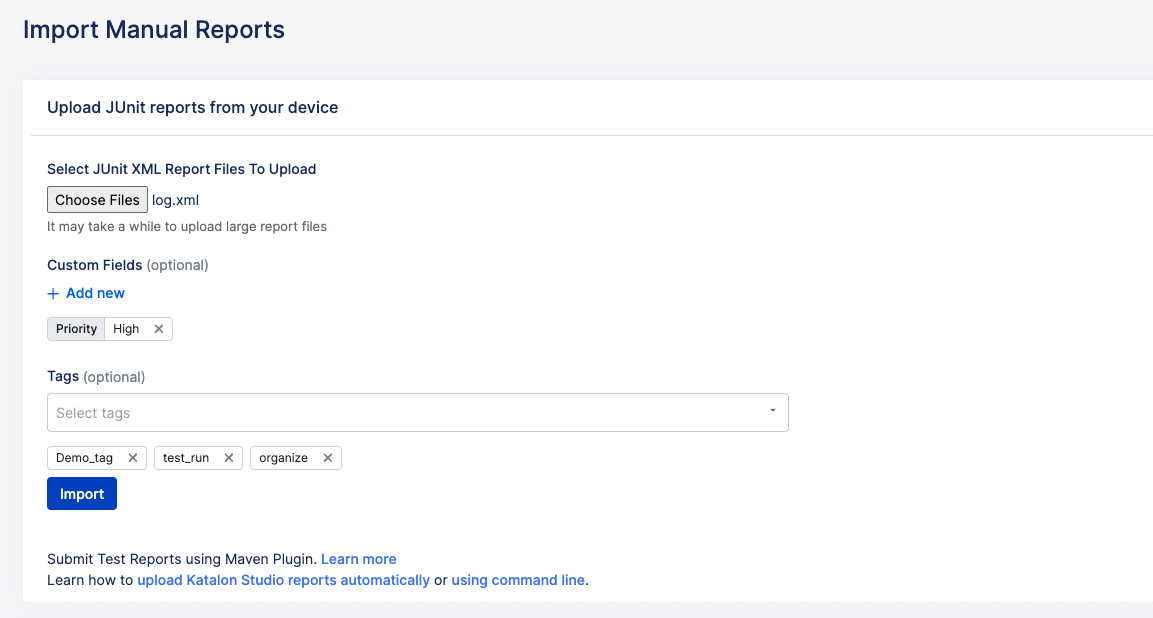 Import Manual Reports
Upload JUnit reports from your device
Select JUnit XML Report Files To Upload
Choose Files log.xml
It may take a while to upload large report files
Custom Fields (optional)
+ Add new
Priority High ×
Tags (optional)
Select tags
Demo_tag × test_run × organize ×
Import
Submit Test Reports using Maven Plugin. Learn more
Learn how to upload Katalon Studio reports automatically or using command line.